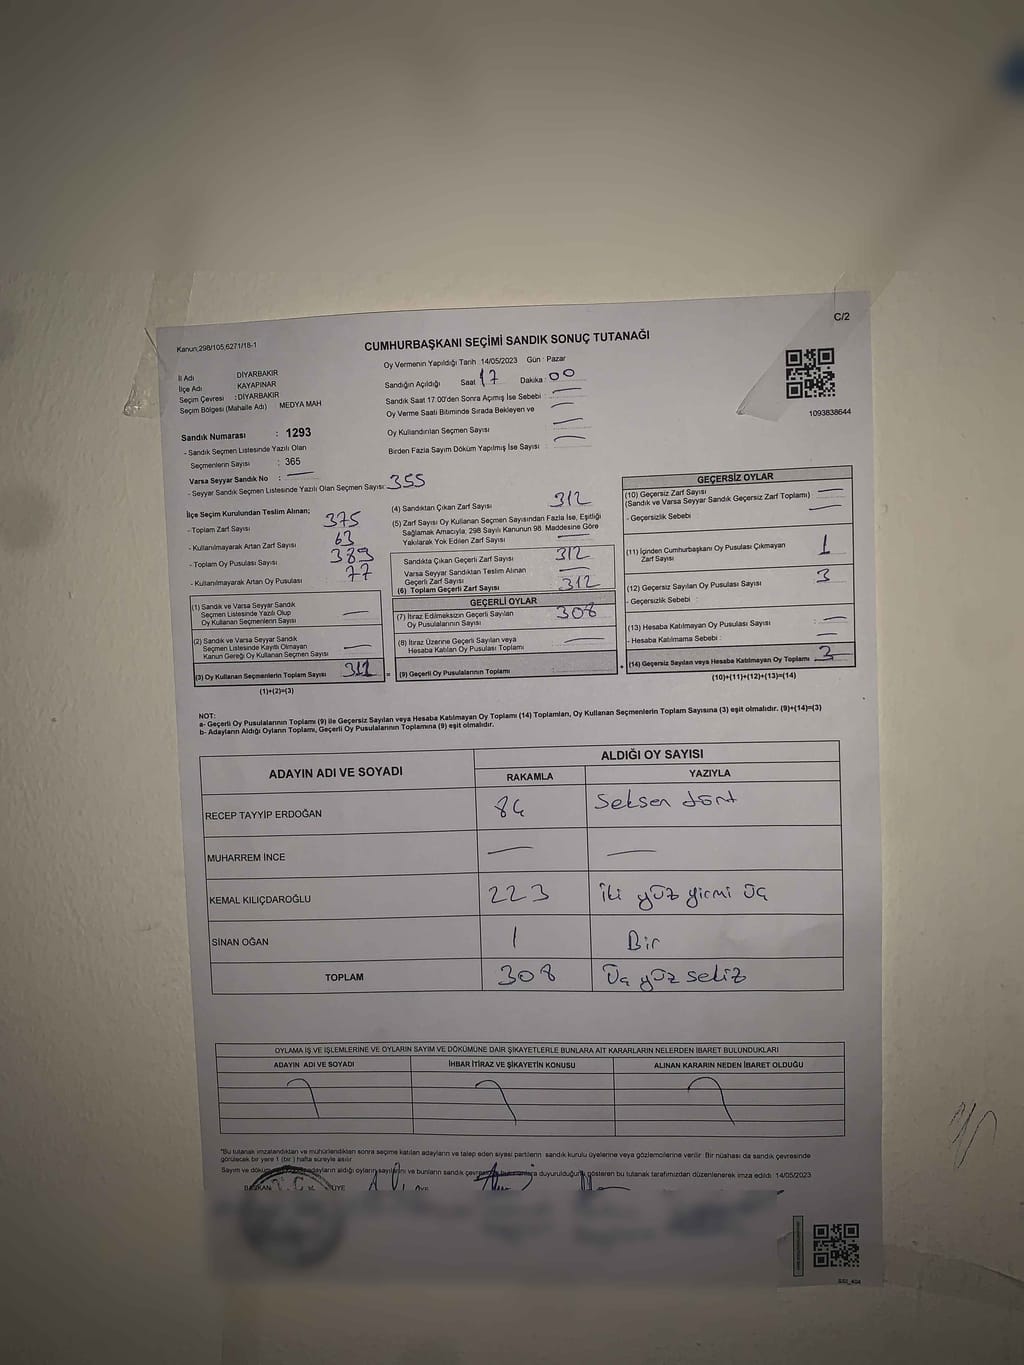 C/2
Kanun;298/105,6271/18-1
CUMHURBAŞKANI SEÇİMİ SANDIK SONUÇ TUTANAĞI
1093838644
İl Adı : DİYARBAKIR
İlçe Adı : KAYAPINAR
Seçim Çevresi : DİYARBAKIR
Seçim Bölgesi (Mahalle Adı) : MEDYA MAH
Sandık Numarası : 1293
- Sandık Seçmen Listesinde Yazılı Olan
Seçmenlerin Sayısı : 365
Varsa Seyyar Sandık No :
- Seyyar Sandık Seçmen Listesinde Yazılı Olan Seçmen Sayısı: 355
Oy Vermenin Yapıldığı Tarih : 14/05/2023 Gün : Pazar
Sandığın Açıldığı Saat 17 Dakika : 00
Sandık Saat 17.00'den Sonra Açımış İse Sebebi :
Oy Verme Saati Bitiminde Sırada Bekleyen ve
Oy Kullandırılan Seçmen Sayısı
Birden Fazla Sayım Döküm Yapılmış İse Sayısı :
İlçe Seçim Kurulundan Teslim Alınan;
- Toplam Zarf Sayısı 375
- Kullanılmayarak Artan Zarf Sayısı 63
- Toplam Oy Pusulası Sayısı 389
- Kullanılmayarak Artan Oy Pusulası 77
(1) Sandık ve Varsa Seyyar Sandık
Seçmen Listesinde Yazılı Olup
Oy Kullanan Seçmenlerin Sayısı
(2) Sandık ve Varsa Seyyar Sandık
Seçmen Listesinde Kayıtlı Olmayan
Kanun Gereği Oy Kullanan Seçmen Sayısı
(3) Oy Kullanan Seçmenlerin Toplam Sayısı
(1)+(2)=(3)
(4) Sandıktan Çıkan Zarf Sayısı 312
(5) Zarf Sayısı Oy Kullanan Seçmen Sayısından Fazla İse, Eşitliği
Sağlamak Amacıyla, 298 Sayılı Kanunun 98. Maddesine Göre
Yakılarak Yok Edilen Zarf Sayısı
Sandıkta Çıkan Geçerli Zarf Sayısı 312
Varsa Seyyar Sandıktan Teslim Alınan
Geçerli Zarf Sayısı
(6) Toplam Geçerli Zarf Sayısı 312
GEÇERLİ OYLAR
(7) İtiraz Edilmeksizin Geçerli Sayılan
Oy Pusulalarının Sayısı 308
(8) İtiraz Üzerine Geçerli Sayılan veya
Hesaba Katılan Oy Pusulası Toplamı
= (9) Geçerli Oy Pusulalarının Toplamı
GEÇERSİZ OYLAR
(10) Geçersiz Zarf Sayısı
(Sandık ve Varsa Seyyar Sandık Geçersiz Zarf Toplamı)
- Geçersizlik Sebebi :
(11) İçinden Cumhurbaşkanı Oy Pusulası Çıkmayan
Zarf Sayısı 1
(12) Geçersiz Sayılan Oy Pusulası Sayısı 3
- Geçersizlik Sebebi :
(13) Hesaba Katılmayan Oy Pusulası Sayısı
- Hesaba Katılmama Sebebi :
+ (14) Geçersiz Sayılan veya Hesaba Katılmayan Oy Toplamı
(10)+(11)+(12)+(13)=(14)
NOT:
a- Geçerli Oy Pusulalarının Toplamı (9) ile Geçersiz Sayılan veya Hesaba Katılmayan Oy Toplamı (14) Toplamları, Oy Kullanan Seçmenlerin Toplam Sayısına (3) eşit olmalıdır. (9)+(14)=(3)
b- Adayların Aldığı Oyların Toplamı, Geçerli Oy Pusulalarının Toplamına (9) eşit olmalıdır.
ADAYIN ADI VE SOYADI ALDIĞI OY SAYISI
RAKAMLA YAZIYLA
RECEP TAYYİP ERDOĞAN 84 Seksen dört
MUHARREM İNCE
KEMAL KILIÇDAROĞLU 223 İki yüz yirmi üç
SİNAN OĞAN 1 Bir
TOPLAM 308 Üç yüz sekiz
OYLAMA İŞ VE İŞLEMLERİNE VE OYLARIN SAYIM VE DÖKÜMÜNE DAİR ŞİKAYETLERLE BUNLARA AİT KARARLARIN NELERDEN İBARET BULUNDUKLARI
ADAYIN ADI VE SOYADI İHBAR İTİRAZ VE ŞİKAYETİN KONUSU ALINAN KARARIN NEDEN İBARET OLDUĞU
"Bu tutanak imzalandıktan ve mühürlendikten sonra seçime katılan adayların ve talep eden siyasi partilerin sandık kurulu üyelerine veya gözlemcilerine verilir. Bir nüshası da sandık çevresinde
görülecek bir yere 1 (bir ) hafta süreyle asılır.
Sayım ve döküm adayların aldığı oyların sayılarını ve bunların sandık duyurulduğunu gösteren bu tutanak tarafımızdan düzenlenerek imza edildi. 14/05/2023
BAŞKAN T.C. ÜYE ÜYE